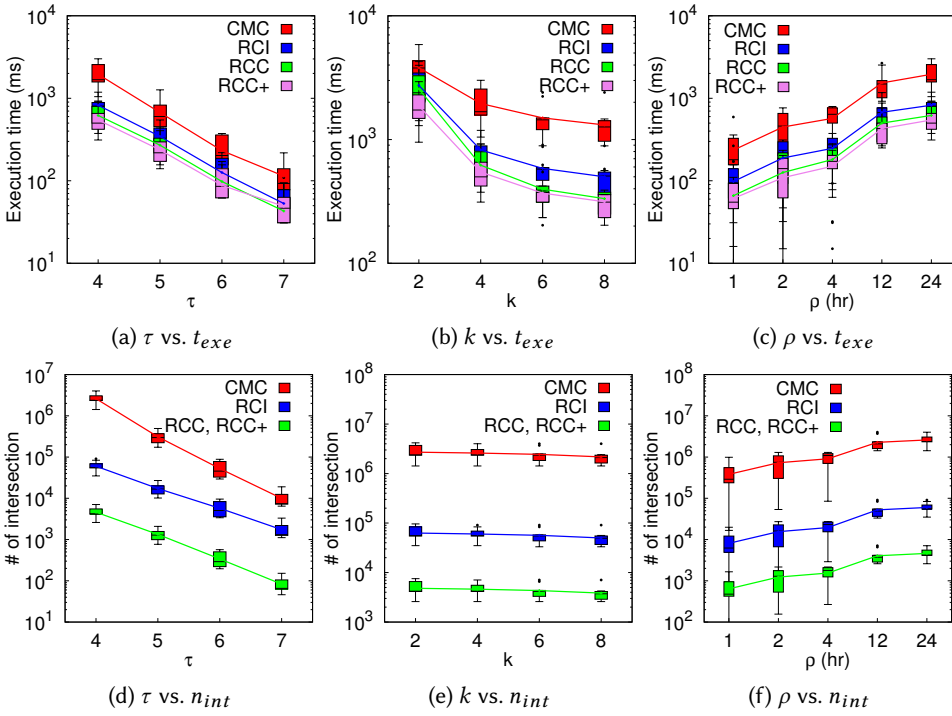 Execution time (ms)
10^4
10^3
10^2
10^1
CMC
RCI
RCC
RCC+
4 5 6 7
τ
(a) τ vs. t_exe
Execution time (ms)
10^4
10^3
10^2
CMC
RCI
RCC
RCC+
2 4 6 8
k
(b) k vs. t_exe
Execution time (ms)
10^4
10^3
10^2
10^1
CMC
RCI
RCC
RCC+
1 2 4 12 24
ρ (hr)
(c) ρ vs. t_exe
# of intersection
10^7
10^6
10^5
10^4
10^3
10^2
10^1
CMC
RCI
RCC, RCC+
4 5 6 7
τ
(d) τ vs. n_int
# of intersection
10^8
10^7
10^6
10^5
10^4
10^3
CMC
RCI
RCC, RCC+
2 4 6 8
k
(e) k vs. n_int
# of intersection
10^8
10^7
10^6
10^5
10^4
10^3
10^2
CMC
RCI
RCC, RCC+
1 2 4 12 24
ρ (hr)
(f) ρ vs. n_int